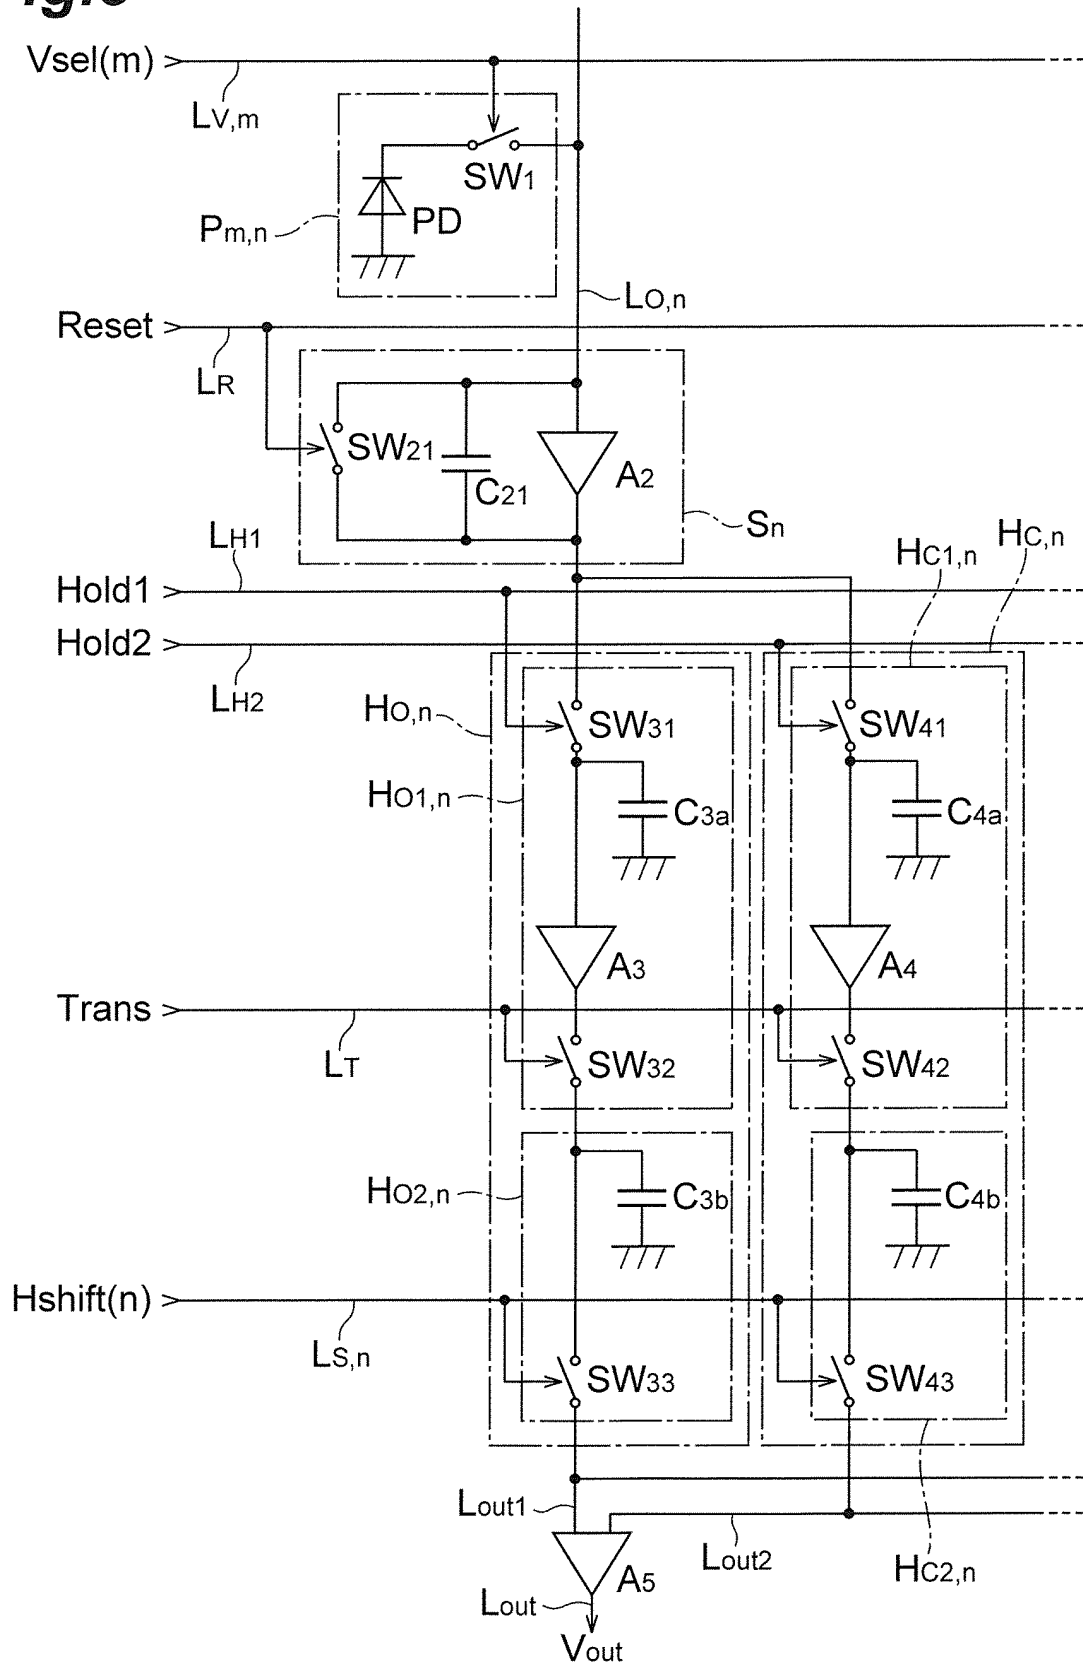 Vsel(m)
LV,m
SW1
PD
Pm,n
LO,n
Reset
LR
SW21
C21
A2
Sn
LH1
HC1,n
HC,n
Hold1
Hold2
LH2
HO,n
SW31
SW41
HO1,n
C3a
C4a
A3
A4
Trans
LT
SW32
SW42
HO2,n
C3b
C4b
Hshift(n)
LS,n
SW33
SW43
Lout1
Lout2
HC2,n
A5
Lout
Vout